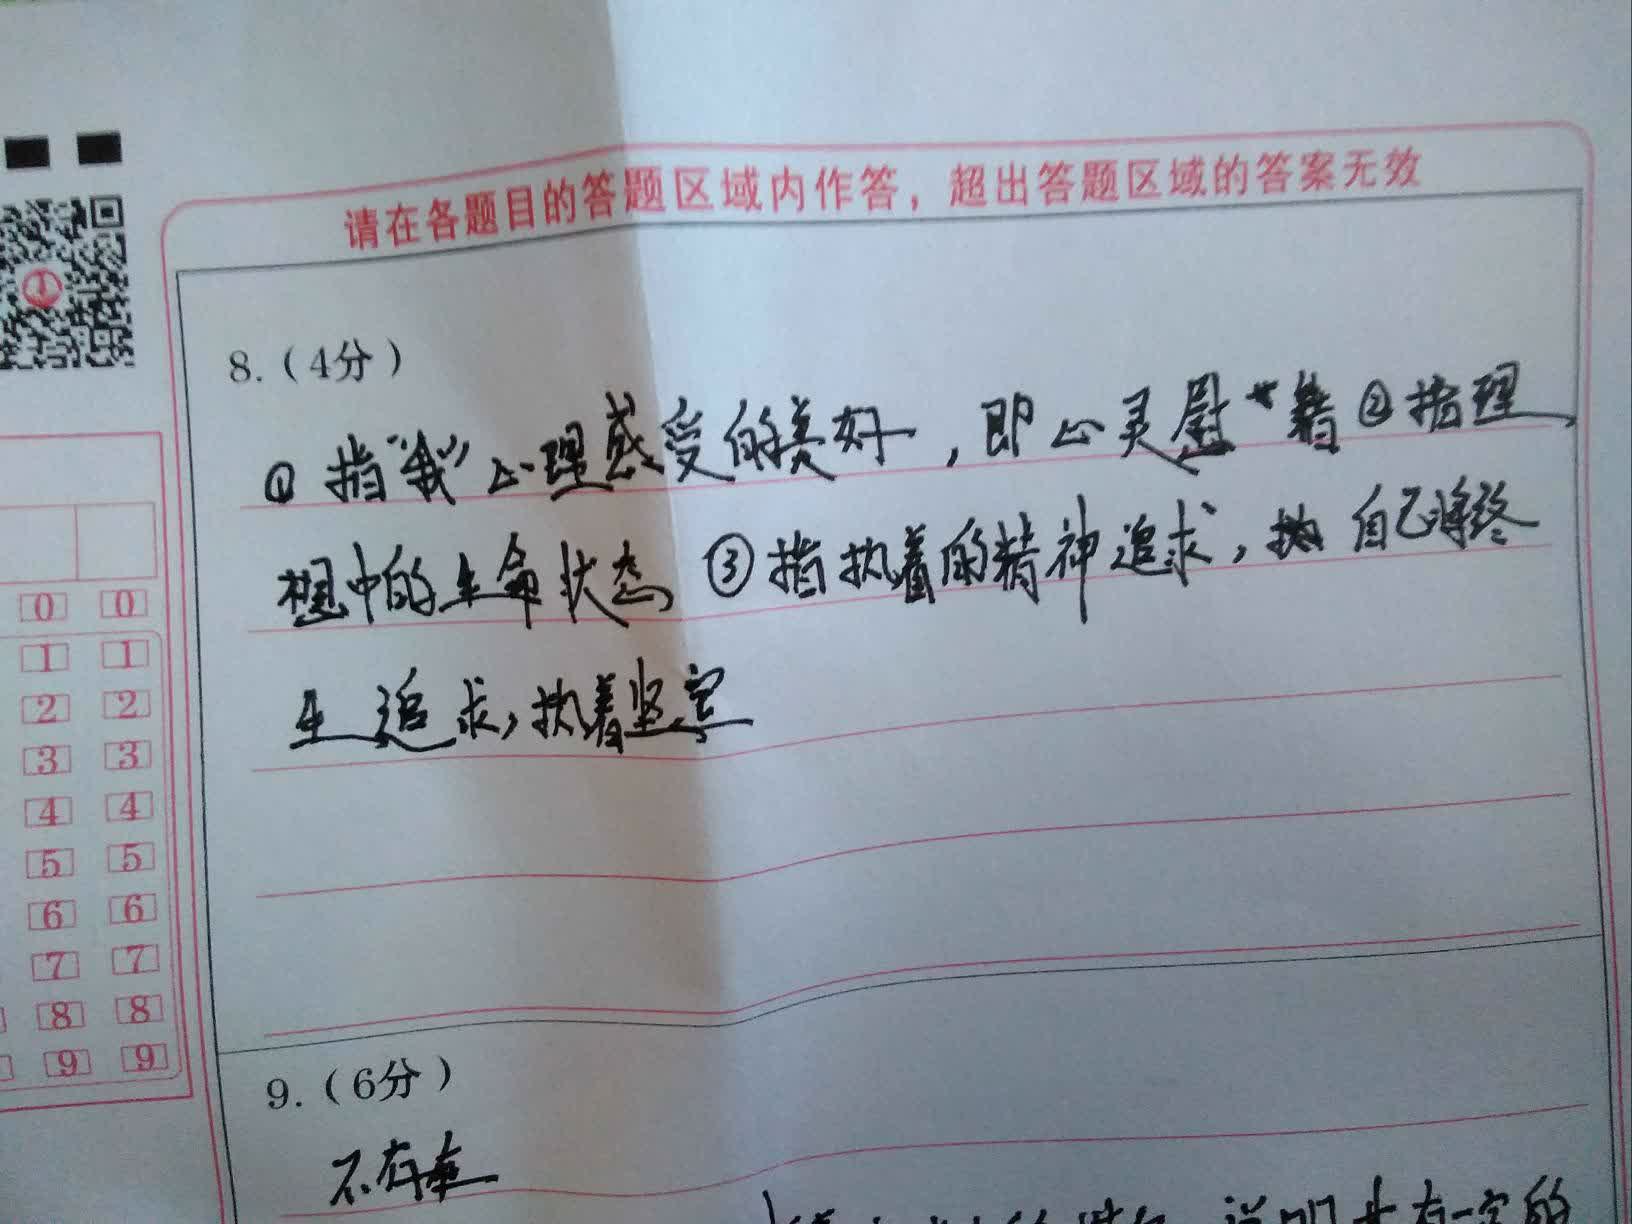 请在各题目的答题区域内作答，超出答题区域的答案无效
8.（4分）
①指“我”心理感受的美好，即心灵慰藉②指理
想中的生命状态③指执着的精神追求，自己将终
生追求，执着坚定
0 0
1 1
2 2
3 3
4 4
5 5
6 6
7 7
8 8
9 9
9.（6分）
不存在
说明 有一定的